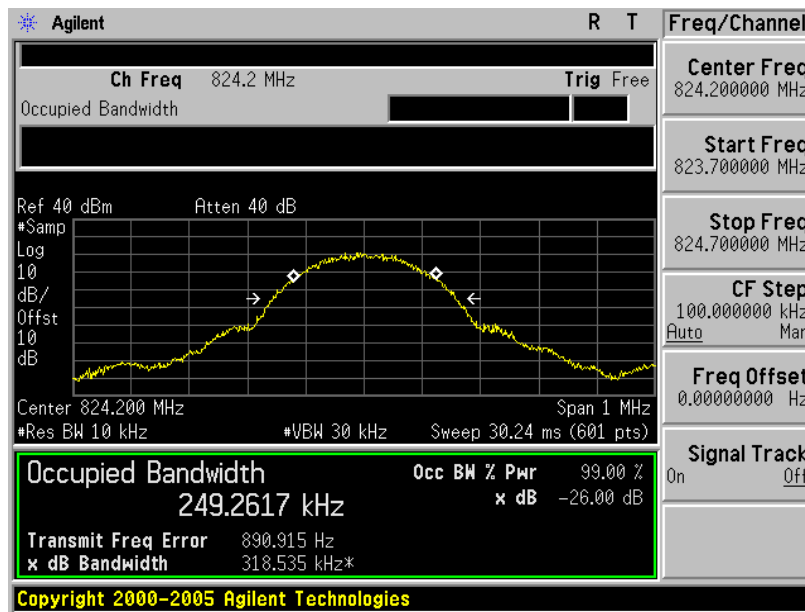 Agilent R T Freq/Channel
Ch Freq 824.2 MHz Trig Free
Occupied Bandwidth
Center Freq
824.200000 MHz
Start Freq
823.700000 MHz
Stop Freq
824.700000 MHz
CF Step
100.000000 kHz
Auto Man
Freq Offset
0.00000000 Hz
Signal Track
On Off
Ref 40 dBm Atten 40 dB
#Samp
Log
10
dB/
Offst
10
dB
Center 824.200 MHz Span 1 MHz
#Res BW 10 kHz #VBW 30 kHz Sweep 30.24 ms (601 pts)
Occupied Bandwidth Occ BW % Pwr 99.00 %
249.2617 kHz x dB -26.00 dB
Transmit Freq Error 890.915 Hz
x dB Bandwidth 318.535 kHz*
Copyright 2000-2005 Agilent Technologies